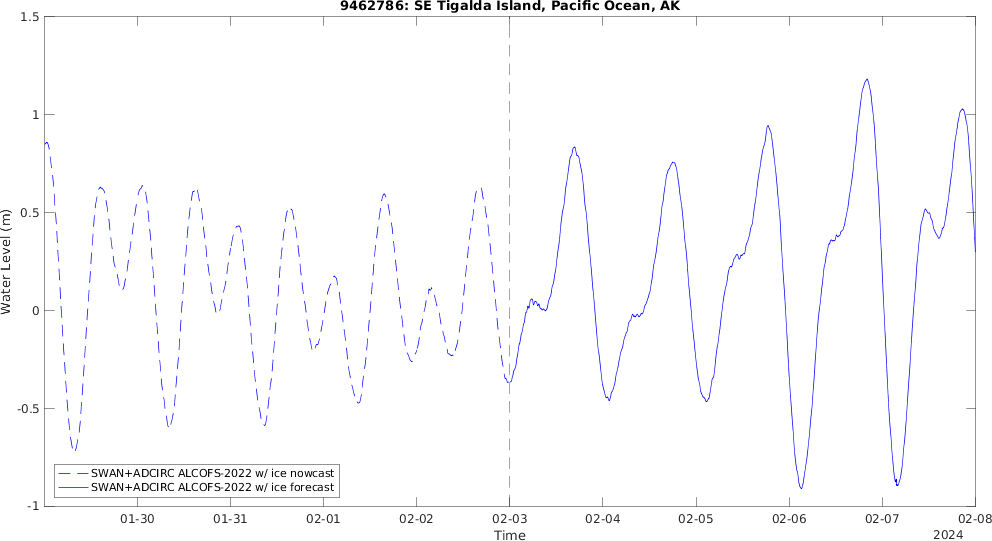 9462786: SE Tigalda Island, Pacific Ocean, AK
1.5
1
0.5
0
-0.5
-1
Water Level (m)
SWAN+ADCIRC ALCOFS-2022 w/ ice nowcast
SWAN+ADCIRC ALCOFS-2022 w/ ice forecast
01-30 01-31 02-01 02-02 02-03 02-04 02-05 02-06 02-07 02-08
Time
2024